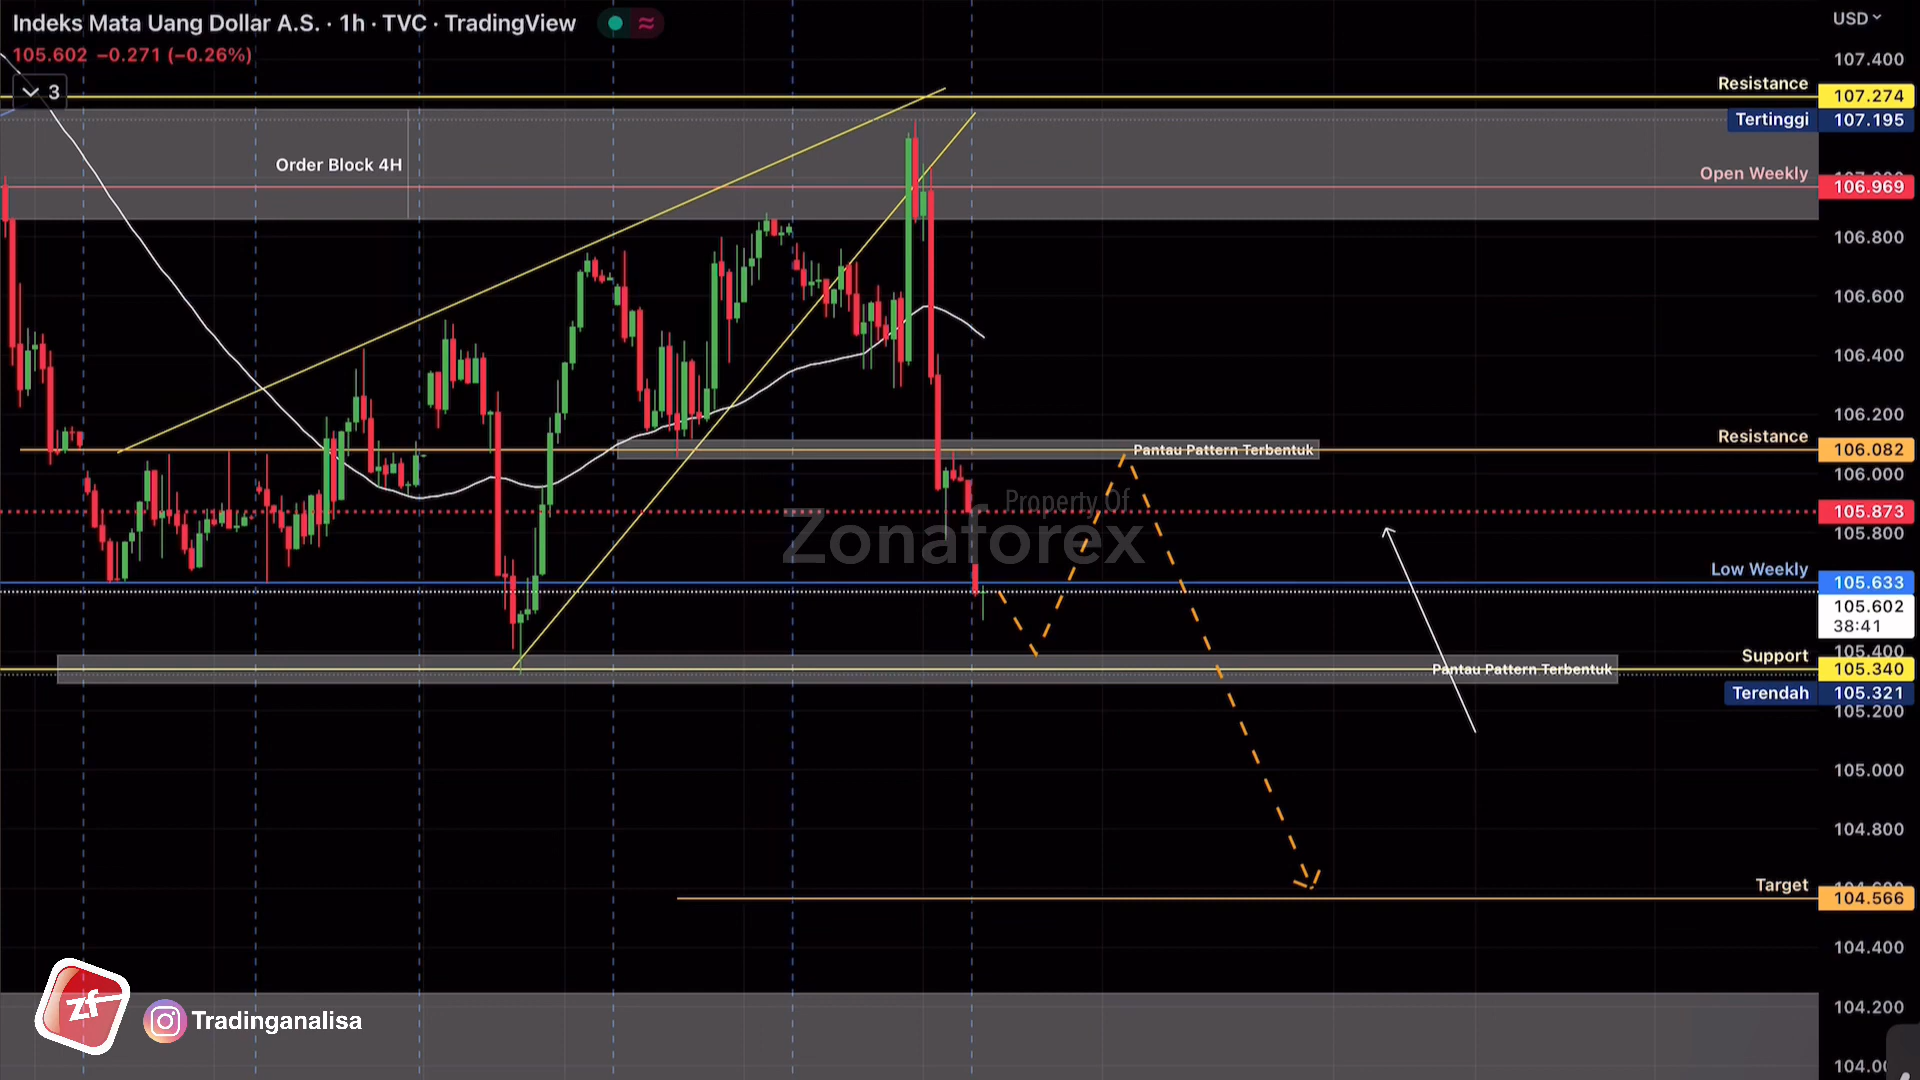 Indeks Mata Uang Dollar A.S. · 1h · TVC · TradingView
105.602 −0.271 (−0.26%)
3
USD
107.400
Resistance 107.274
Tertinggi 107.195
Order Block 4H
Open Weekly 106.969
106.800
106.600
106.400
106.200
Resistance 106.082
Pantau Pattern Terbentuk
106.000
Property Of
Zonaforex
105.873
105.800
Low Weekly 105.633
105.602
38:41
105.400
Support 105.340
Pantau Pattern Terbentuk
Terendah 105.321
105.200
105.000
104.800
Target 104.566
104.400
104.200
zf
Tradinganalisa